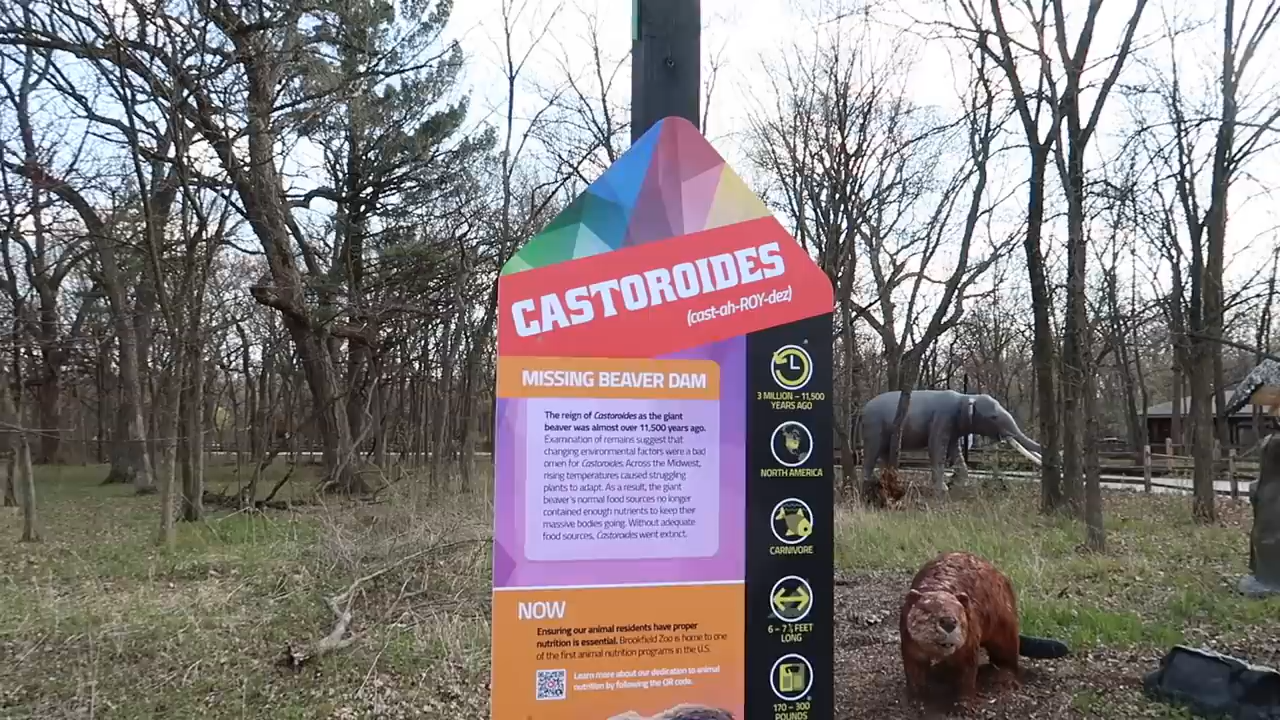 CASTOROIDES
(cast-ah-ROY-dez)
MISSING BEAVER DAM
The reign of Castoroides as the giant
beaver was almost over 11,500 years ago.
Examination of remains suggest that
changing environmental factors were a bad
omen for Castoroides. Across the Midwest,
rising temperatures caused struggling
plants to adapt. As a result, the giant
beaver's normal food sources no longer
contained enough nutrients to keep their
massive bodies going. Without adequate
food sources, Castoroides went extinct.
NOW
Ensuring our animal residents have proper
nutrition is essential. Brookfield Zoo is home to one
of the first animal nutrition programs in the U.S.
Learn more about our dedication to animal
nutrition by following the QR code.
3 MILLION – 11,500
YEARS AGO
NORTH AMERICA
CARNIVORE
6 – 7 FEET
LONG
170 – 300
POUNDS